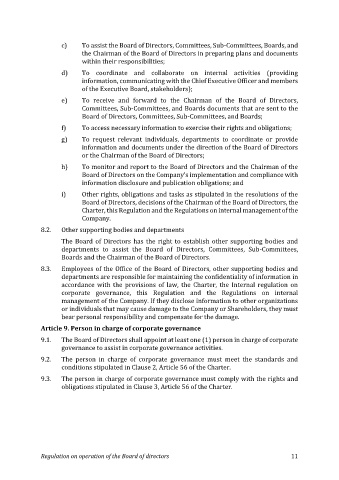 c) To assist the Board of Directors, Committees, Sub-Committees, Boards, and
the Chairman of the Board of Directors in preparing plans and documents
within their responsibilities;
d) To coordinate and collaborate on internal activities (providing
information, communicating with the Chief Executive Officer and members
of the Executive Board, stakeholders);
e) To receive and forward to the Chairman of the Board of Directors,
Committees, Sub-Committees, and Boards documents that are sent to the
Board of Directors, Committees, Sub-Committees, and Boards;
f) To access necessary information to exercise their rights and obligations;
g) To request relevant individuals, departments to coordinate or provide
information and documents under the direction of the Board of Directors
or the Chairman of the Board of Directors;
h) To monitor and report to the Board of Directors and the Chairman of the
Board of Directors on the Company's implementation and compliance with
information disclosure and publication obligations; and
i) Other rights, obligations and tasks as stipulated in the resolutions of the
Board of Directors, decisions of the Chairman of the Board of Directors, the
Charter, this Regulation and the Regulations on internal management of the
Company.
8.2. Other supporting bodies and departments
The Board of Directors has the right to establish other supporting bodies and
departments to assist the Board of Directors, Committees, Sub-Committees,
Boards and the Chairman of the Board of Directors.
8.3. Employees of the Office of the Board of Directors, other supporting bodies and
departments are responsible for maintaining the confidentiality of information in
accordance with the provisions of law, the Charter, the Internal regulation on
corporate governance, this Regulation and the Regulations on internal
management of the Company. If they disclose information to other organizations
or individuals that may cause damage to the Company or Shareholders, they must
bear personal responsibility and compensate for the damage.
Article 9. Person in charge of corporate governance
9.1. The Board of Directors shall appoint at least one (1) person in charge of corporate
governance to assist in corporate governance activities.
9.2. The person in charge of corporate governance must meet the standards and
conditions stipulated in Clause 2, Article 56 of the Charter.
9.3. The person in charge of corporate governance must comply with the rights and
obligations stipulated in Clause 3, Article 56 of the Charter.
Regulation on operation of the Board of directors 11